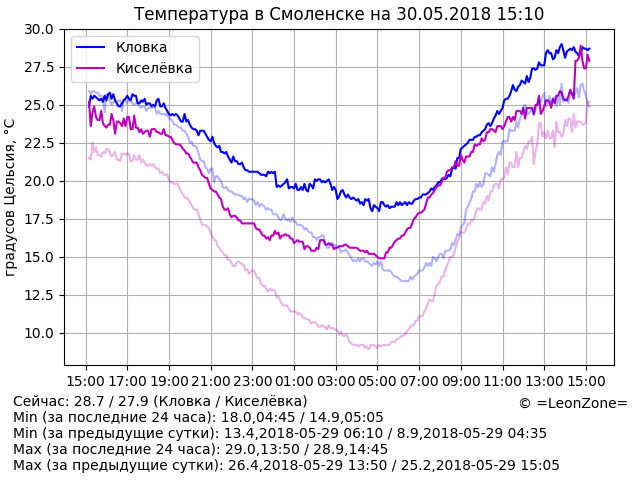 Температура в Смоленске на 30.05.2018 15:10
Кловка
Киселёвка
градусов Цельсия, °C
30.0
27.5
25.0
22.5
20.0
17.5
15.0
12.5
10.0
15:00 17:00 19:00 21:00 23:00 01:00 03:00 05:00 07:00 09:00 11:00 13:00 15:00
Сейчас: 28.7 / 27.9 (Кловка / Киселёвка)
© =LeonZone=
Min (за последние 24 часа): 18.0,04:45 / 14.9,05:05
Min (за предыдущие сутки): 13.4,2018-05-29 06:10 / 8.9,2018-05-29 04:35
Max (за последние 24 часа): 29.0,13:50 / 28.9,14:45
Max (за предыдущие сутки): 26.4,2018-05-29 13:50 / 25.2,2018-05-29 15:05